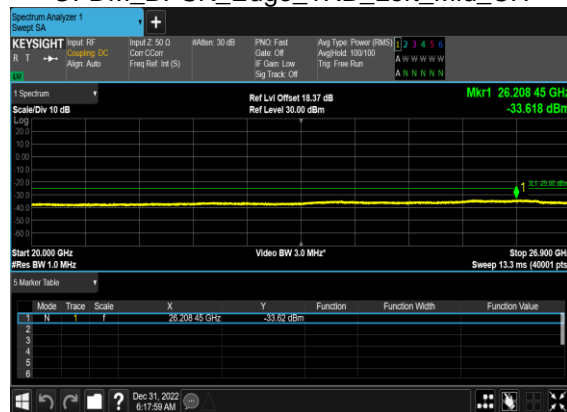 Spectrum Analyzer 1
Swept SA
+
KEYSIGHT Input: RF Input Z: 50 Ω #Atten: 30 dB PNO: Fast Avg Type: Power (RMS) 1 2 3 4 5 6
R T Coupling: DC Corr CCorr Gate: Off Avg|Hold: 100/100 A W W W W W
Align: Auto Freq Ref: Int (S) IF Gain: Low Trig: Free Run
LW Sig Track: Off A N N N N N
1 Spectrum Ref Lvl Offset 18.37 dB Mkr1 26.208 45 GHz
Scale/Div 10 dB Ref Level 30.00 dBm -33.618 dBm
Log
20.0
10.0
0.00
-10.0
-20.0 1 DL1 -25.00 dBm
-30.0
-40.0
-50.0
-60.0
Start 20.000 GHz Video BW 3.0 MHz* Stop 26.900 GHz
#Res BW 1.0 MHz Sweep 13.3 ms (40001 pts)
5 Marker Table
Mode Trace Scale X Y Function Function Width Function Value
1 N 1 f 26.208 45 GHz -33.62 dBm
2
3
4
5
6
? Dec 31, 2022
6:17:59 AM